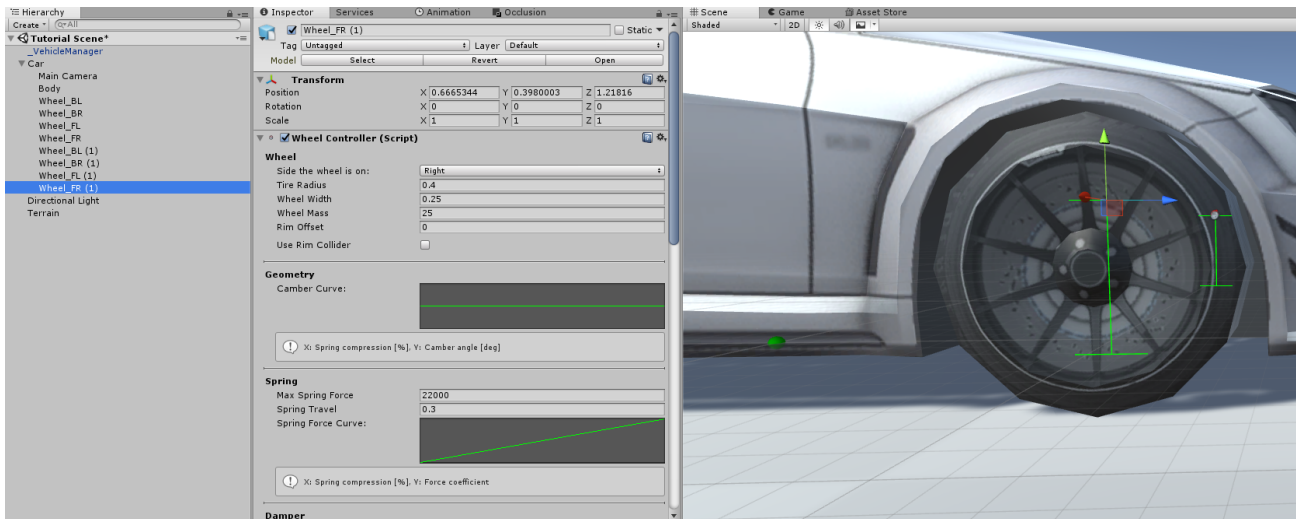 Hierarchy
Create
Q▾All
Tutorial Scene*
_VehicleManager
Car
Main Camera
Body
Wheel_BL
Wheel_BR
Wheel_FL
Wheel_FR
Wheel_BL (1)
Wheel_BR (1)
Wheel_FL (1)
Wheel_FR (1)
Directional Light
Terrain
Inspector Services Animation Occlusion
Wheel_FR (1) Static
Tag Untagged Layer Default
Model Select Revert Open
Transform
Position X 0.6665344 Y 0.3980003 Z 1.21816
Rotation X 0 Y 0 Z 0
Scale X 1 Y 1 Z 1
Wheel Controller (Script)
Wheel
Side the wheel is on: Right
Tire Radius 0.4
Wheel Width 0.25
Wheel Mass 25
Rim Offset 0
Use Rim Collider
Geometry
Camber Curve:
X: Spring compression [%], Y: Camber angle [deg]
Spring
Max Spring Force 22000
Spring Travel 0.3
Spring Force Curve:
X: Spring compression [%], Y: Force coefficient
Damper
Scene Game Asset Store
Shaded 2D